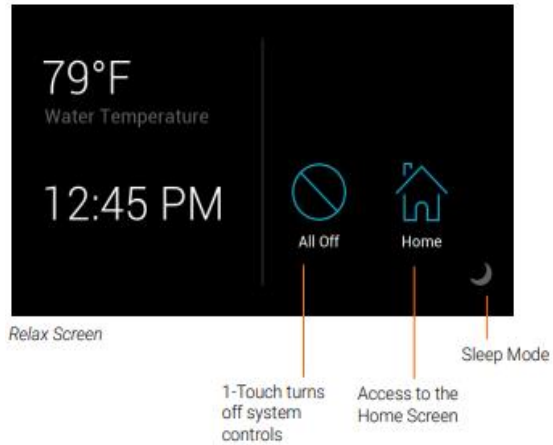 79°F
Water Temperature
12:45 PM
All Off
Home
Relax Screen
Sleep Mode
1-Touch turns
off system
controls
Access to the
Home Screen